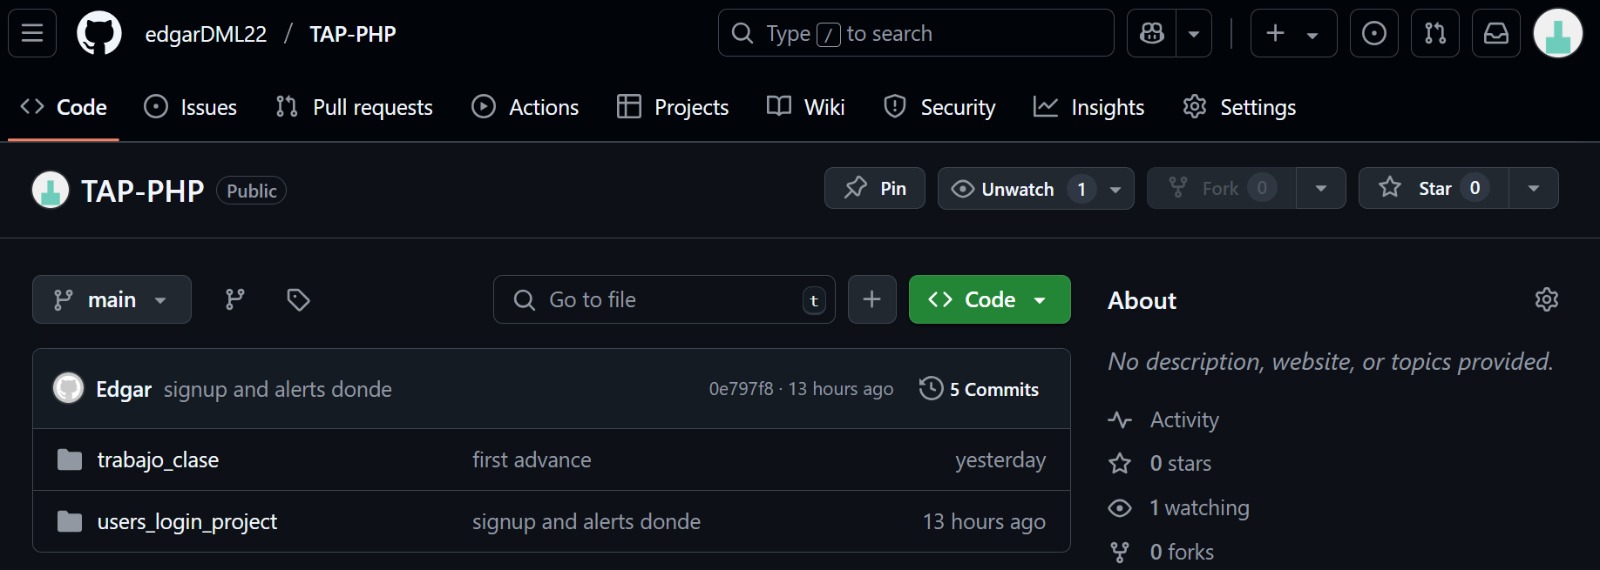 edgarDML22 / TAP-PHP Type / to search
Code Issues Pull requests Actions Projects Wiki Security Insights Settings
TAP-PHP Public Pin Unwatch 1 Fork 0 Star 0
main Go to file t Code About
No description, website, or topics provided.
Edgar signup and alerts donde 0e797f8 · 13 hours ago 5 Commits
Activity
trabajo_clase first advance yesterday
0 stars
1 watching
users_login_project signup and alerts donde 13 hours ago
0 forks